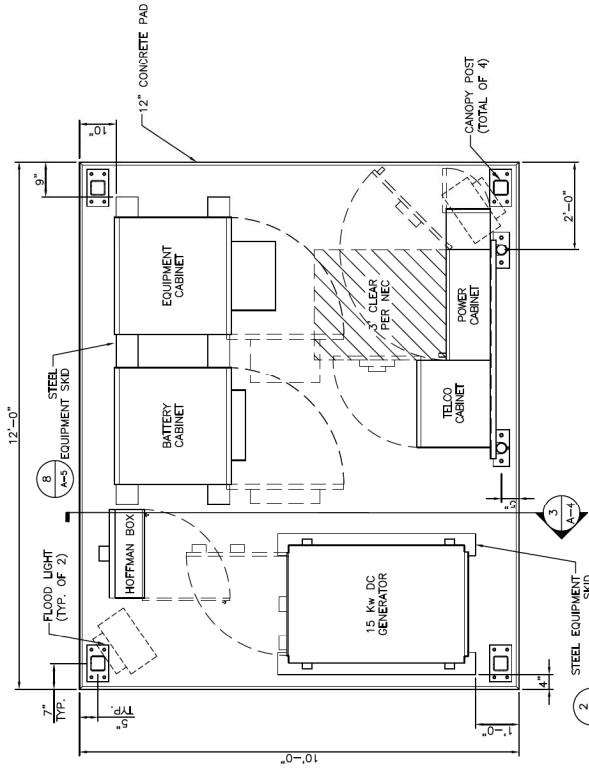 12'-0"
9"
10"
12" CONCRETE PAD
STEEL
EQUIPMENT SKID
8
A-5
FLOOD LIGHT
(TYP. OF 2)
7"
TYP.
5"
TYP.
10'-0"
HOFFMAN BOX
BATTERY
CABINET
EQUIPMENT
CABINET
3' CLEAR
PER NEC
15 Kw DC
GENERATOR
TELCO
CABINET
POWER
CABINET
CANOPY POST
(TOTAL OF 4)
2'-0"
3
A-4
STEEL EQUIPMENT
SKID
4"
1'-0"
2